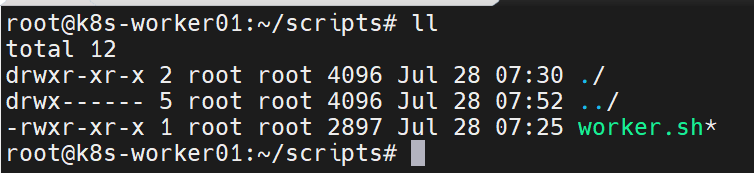 root@k8s-worker01:~/scripts# ll
total 12
drwxr-xr-x 2 root root 4096 Jul 28 07:30 ./
drwx------ 5 root root 4096 Jul 28 07:52 ../
-rwxr-xr-x 1 root root 2897 Jul 28 07:25 worker.sh*
root@k8s-worker01:~/scripts#